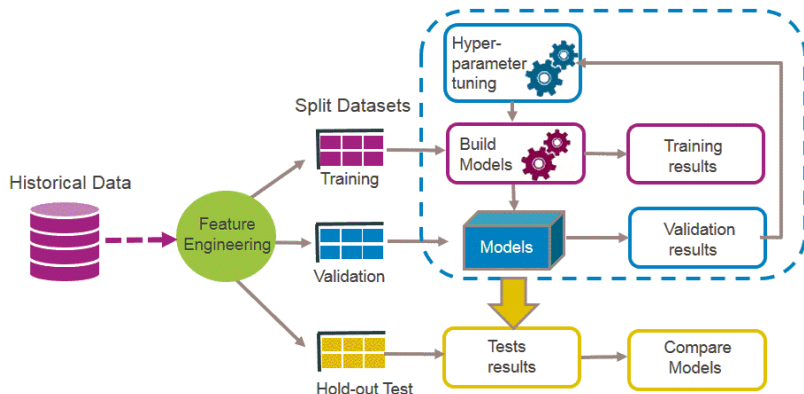 Hyper-
parameter
tuning
Split Datasets
Build
Models
Training
results
Training
Historical Data
Feature
Engineering
Models
Validation
results
Validation
Tests
results
Compare
Models
Hold-out Test